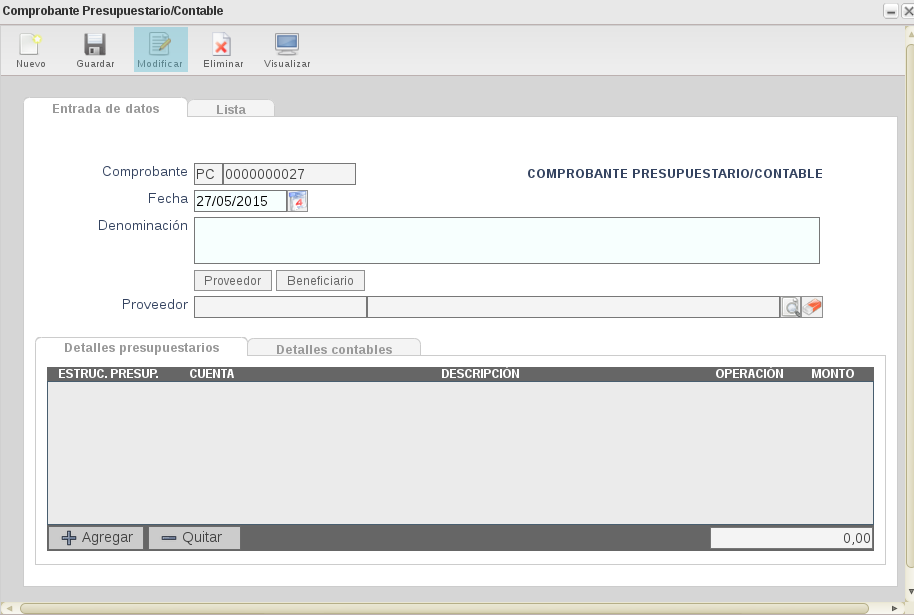 Comprobante Presupuestario/Contable
Nuevo Guardar Modificar Eliminar Visualizar
Entrada de datos Lista
Comprobante PC 0000000027 COMPROBANTE PRESUPUESTARIO/CONTABLE
Fecha 27/05/2015
Denominación
Proveedor Beneficiario
Proveedor
Detalles presupuestarios Detalles contables
ESTRUC. PRESUP. CUENTA DESCRIPCIÓN OPERACIÓN MONTO
Agregar Quitar 0,00